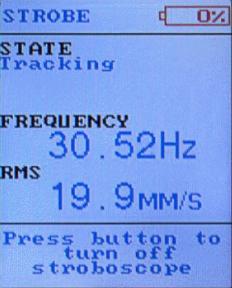 STROBE 0%
STATE
Tracking
FREQUENCY
30.52Hz
RMS
19.9MM/S
Press button to
turn off
stroboscope